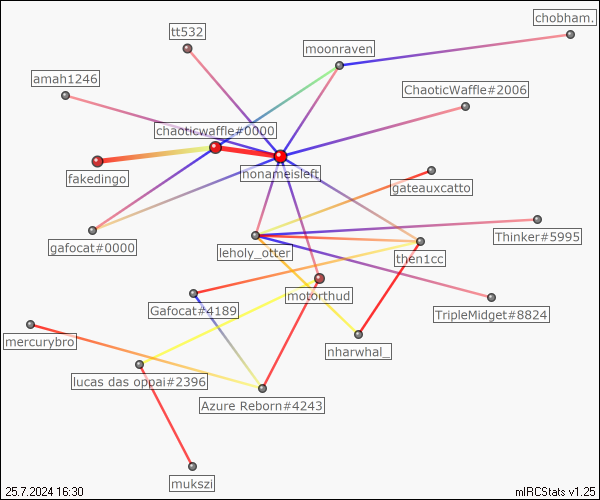 chobham.
tt532
moonraven
amah1246
ChaoticWaffle#2006
chaoticwaffle#0000
nonameisleft
fakedingo
gateauxcatto
Thinker#5995
gafocat#0000
leholy_otter
then1cc
motorthud
Gafocat#4189
TripleMidget#8824
mercurybro
nharwhal_
lucas das oppai#2396
Azure Reborn#4243
mukszi
25.7.2024 16:30
mIRCStats v1.25